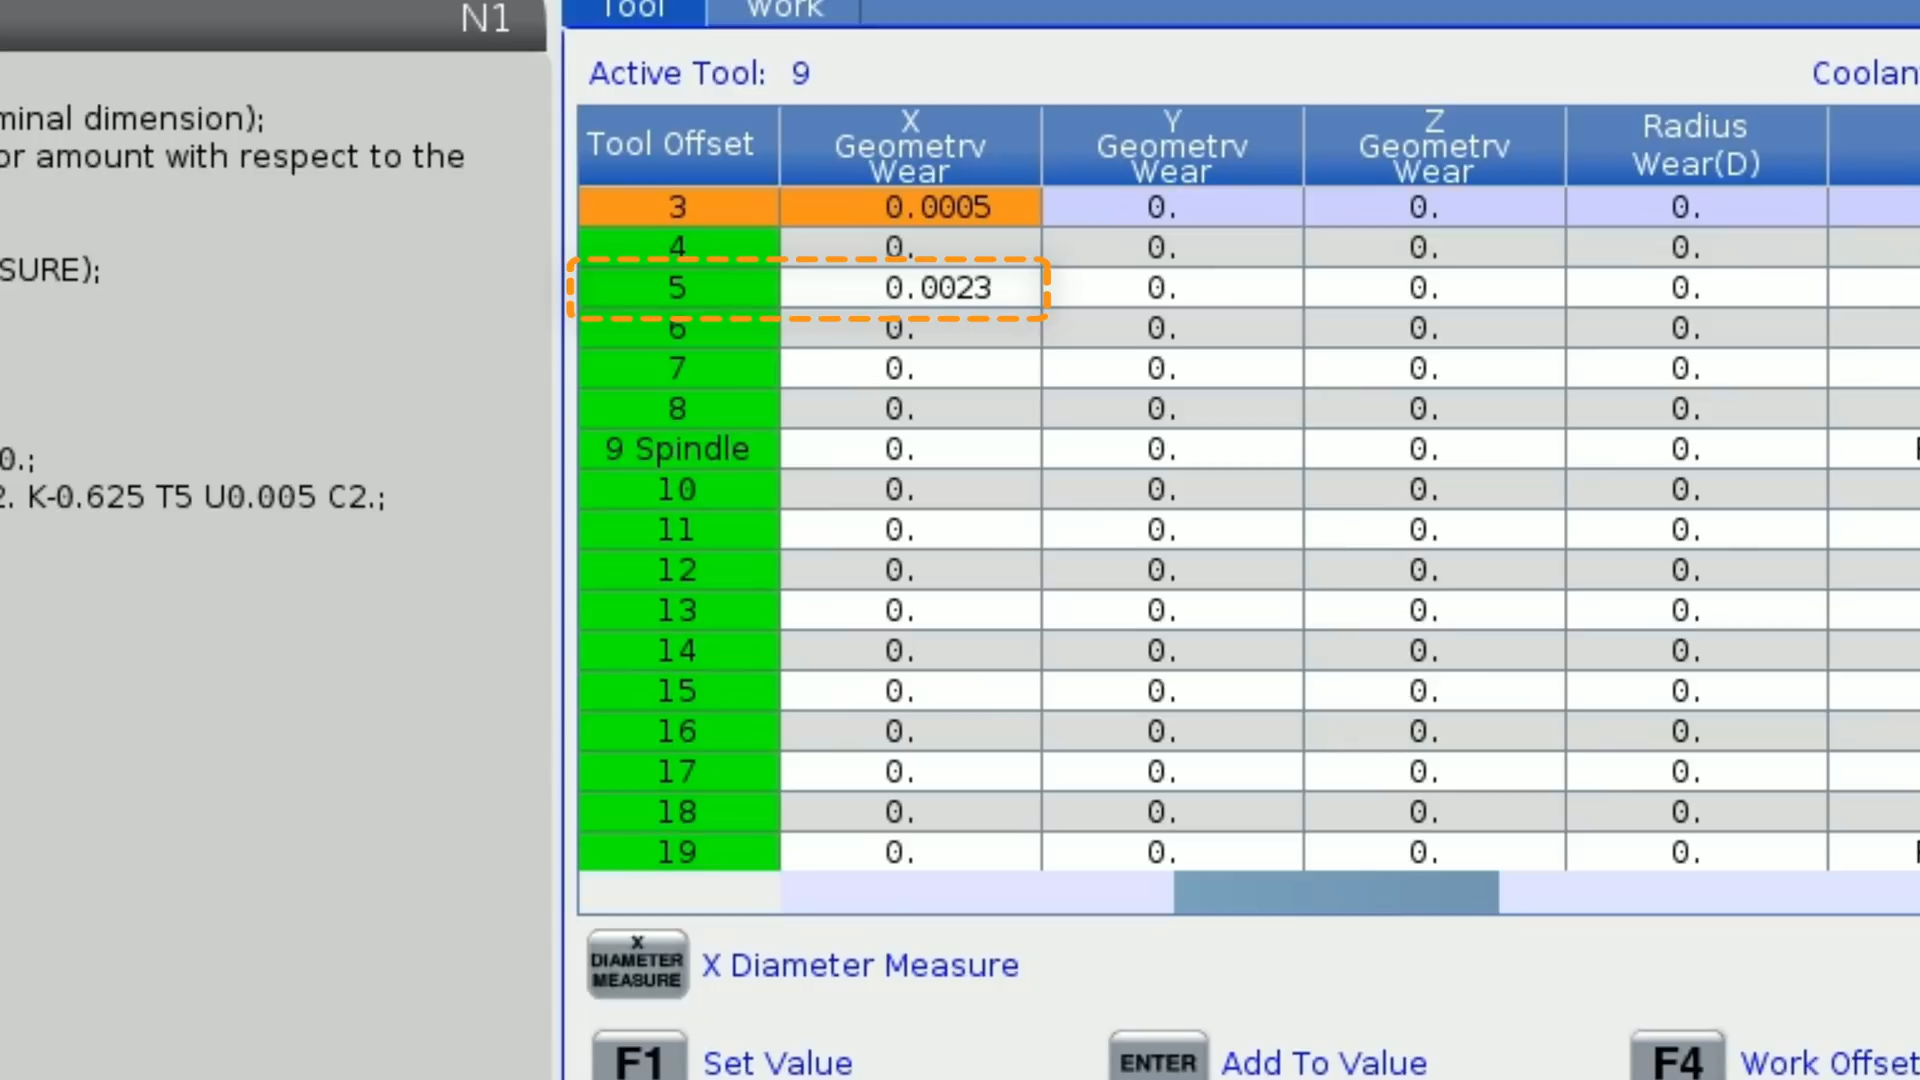 N1
minal dimension);
or amount with respect to the
SURE);
0.;
2. K-0.625 T5 U0.005 C2.;
Tool Work
Active Tool: 9 Coolan
Tool Offset X Geometry Wear Y Geometry Wear Z Geometry Wear Radius Wear(D)
3 0.0005 0. 0. 0.
4 0. 0. 0. 0.
5 0.0023 0. 0. 0.
6 0. 0. 0. 0.
7 0. 0. 0. 0.
8 0. 0. 0. 0.
9 Spindle 0. 0. 0. 0.
10 0. 0. 0. 0.
11 0. 0. 0. 0.
12 0. 0. 0. 0.
13 0. 0. 0. 0.
14 0. 0. 0. 0.
15 0. 0. 0. 0.
16 0. 0. 0. 0.
17 0. 0. 0. 0.
18 0. 0. 0. 0.
19 0. 0. 0. 0.
X DIAMETER MEASURE X Diameter Measure
F1 Set Value ENTER Add To Value F4 Work Offset